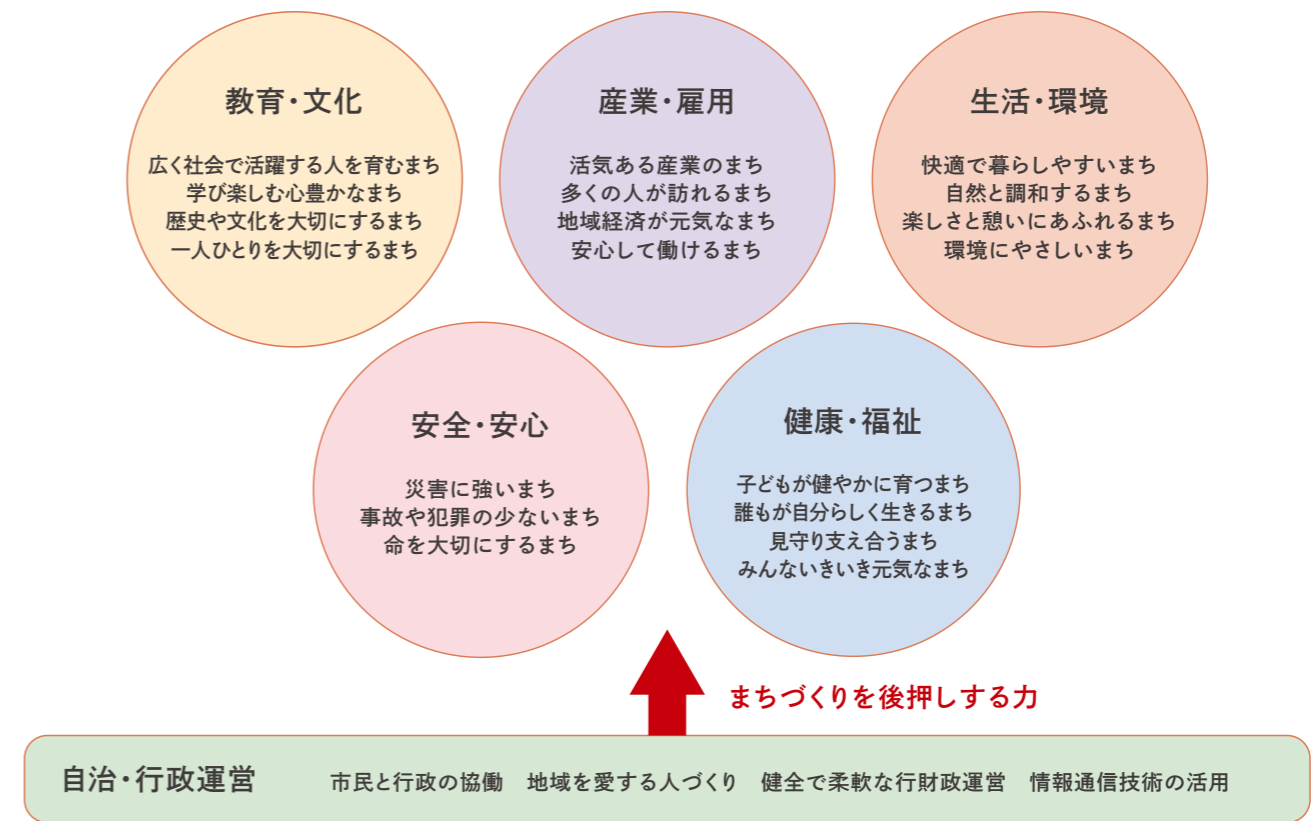 教育・文化
広く社会で活躍する人を育むまち
学び楽しむ心豊かなまち
歴史や文化を大切にするまち
一人ひとりを大切にするまち
産業・雇用
活気ある産業のまち
多くの人が訪れるまち
地域経済が元気なまち
安心して働けるまち
生活・環境
快適で暮らしやすいまち
自然と調和するまち
楽しさと憩いにあふれるまち
環境にやさしいまち
安全・安心
災害に強いまち
事故や犯罪の少ないまち
命を大切にするまち
健康・福祉
子どもが健やかに育つまち
誰もが自分らしく生きるまち
見守り支え合うまち
みんないきいき元気なまち
まちづくりを後押しする力
自治・行政運営 市民と行政の協働 地域を愛する人づくり 健全で柔軟な行財政運営 情報通信技術の活用